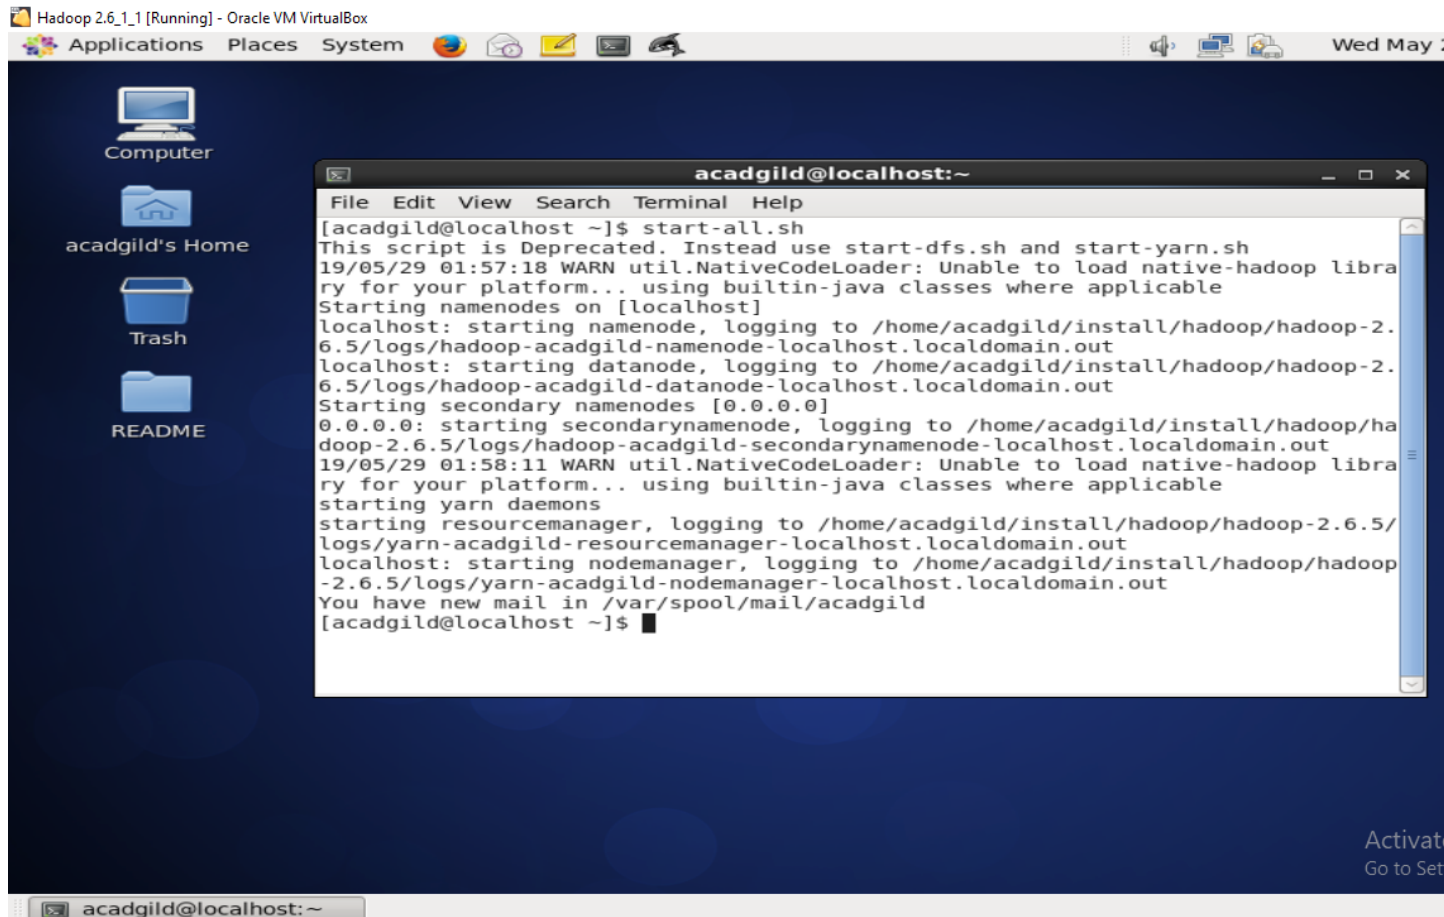 Hadoop 2.6_1_1 [Running] - Oracle VM VirtualBox
Applications Places System
Wed May
Computer
acadgild's Home
Trash
README
acadgild@localhost:~
File Edit View Search Terminal Help
[acadgild@localhost ~]$ start-all.sh
This script is Deprecated. Instead use start-dfs.sh and start-yarn.sh
19/05/29 01:57:18 WARN util.NativeCodeLoader: Unable to load native-hadoop libra
ry for your platform... using builtin-java classes where applicable
Starting namenodes on [localhost]
localhost: starting namenode, logging to /home/acadgild/install/hadoop/hadoop-2.
6.5/logs/hadoop-acadgild-namenode-localhost.localdomain.out
localhost: starting datanode, logging to /home/acadgild/install/hadoop/hadoop-2.
6.5/logs/hadoop-acadgild-datanode-localhost.localdomain.out
Starting secondary namenodes [0.0.0.0]
0.0.0.0: starting secondarynamenode, logging to /home/acadgild/install/hadoop/ha
doop-2.6.5/logs/hadoop-acadgild-secondarynamenode-localhost.localdomain.out
19/05/29 01:58:11 WARN util.NativeCodeLoader: Unable to load native-hadoop libra
ry for your platform... using builtin-java classes where applicable
starting yarn daemons
starting resourcemanager, logging to /home/acadgild/install/hadoop/hadoop-2.6.5/
logs/yarn-acadgild-resourcemanager-localhost.localdomain.out
localhost: starting nodemanager, logging to /home/acadgild/install/hadoop/hadoop
-2.6.5/logs/yarn-acadgild-nodemanager-localhost.localdomain.out
You have new mail in /var/spool/mail/acadgild
[acadgild@localhost ~]$
Activat
Go to Set
acadgild@localhost:~